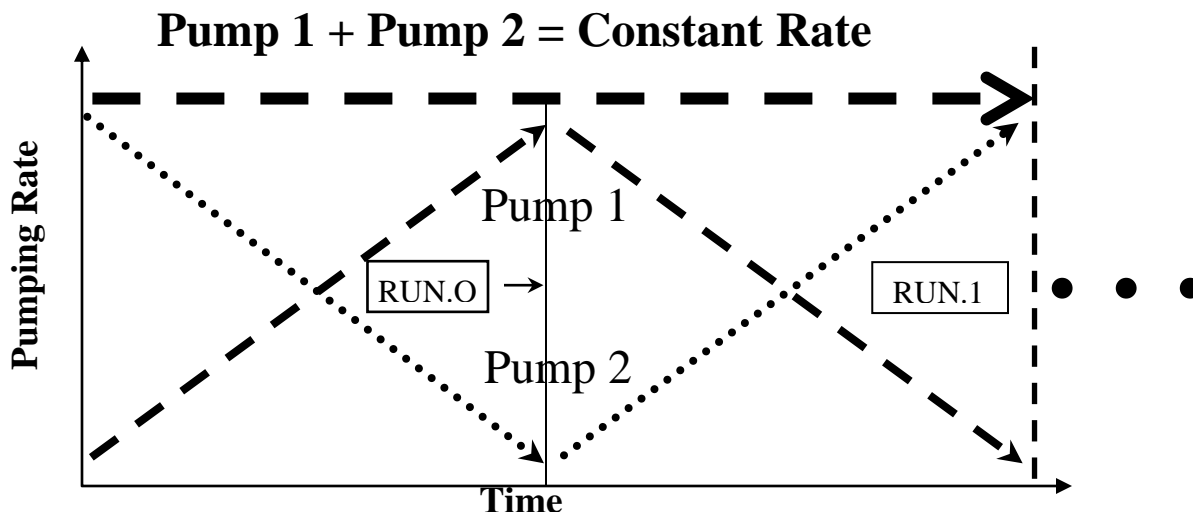 Pump 1 + Pump 2 = Constant Rate
Pumping Rate
Pump 1
RUN.O
RUN.1
Pump 2
Time